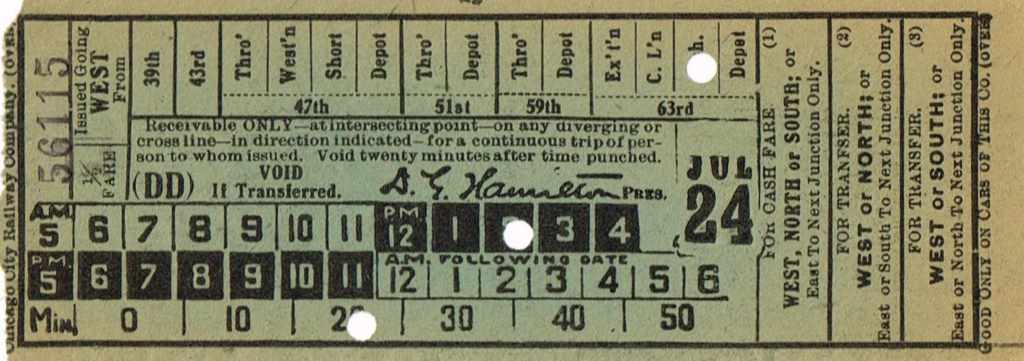 Chicago City Railway Company. (OVER
56115
Issued Going
WEST
From
39th
43rd
Thro'
West'n
Short
Depot
47th
Thro'
Depot
51st
Thro'
Depot
59th
Ex't'n
C. L'n
Depot
63rd
1/2 FARE
Receivable ONLY—at intersecting point—on any diverging or
cross line—in direction indicated—for a continuous trip of per-
son to whom issued. Void twenty minutes after time punched.
(DD) VOID
If Transferred.
D. G. Hamilton PRES.
JUL
24
A M 5 6 7 8 9 10 11 P M 12 1 3 4
P M 5 6 7 8 9 10 11
A.M. FOLLOWING DATE
12 1 2 3 4 5 6
Min. 0 10 30 40 50
(1)
FOR CASH FARE
WEST, NORTH or SOUTH; or
East To Next Junction Only.
(2)
FOR TRANFSER.
WEST or NORTH; or
East or South To Next Junction Only.
(3)
FOR TRANSFER.
WEST or SOUTH; or
East or North To Next Junction Only.
GOOD ONLY ON CARS OF THIS CO. (OVER)